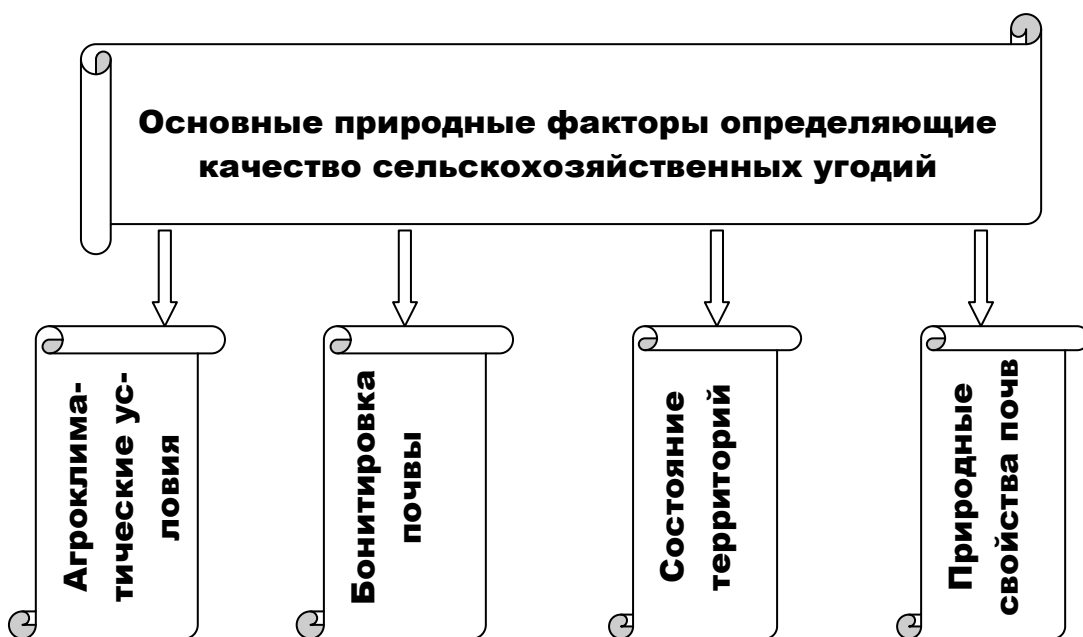 Основные природные факторы определяющие
качество сельскохозяйственных угодий
Агроклима-
тические ус-
ловия
Бонитировка
почвы
Состояние
территорий
Природные
свойства почв